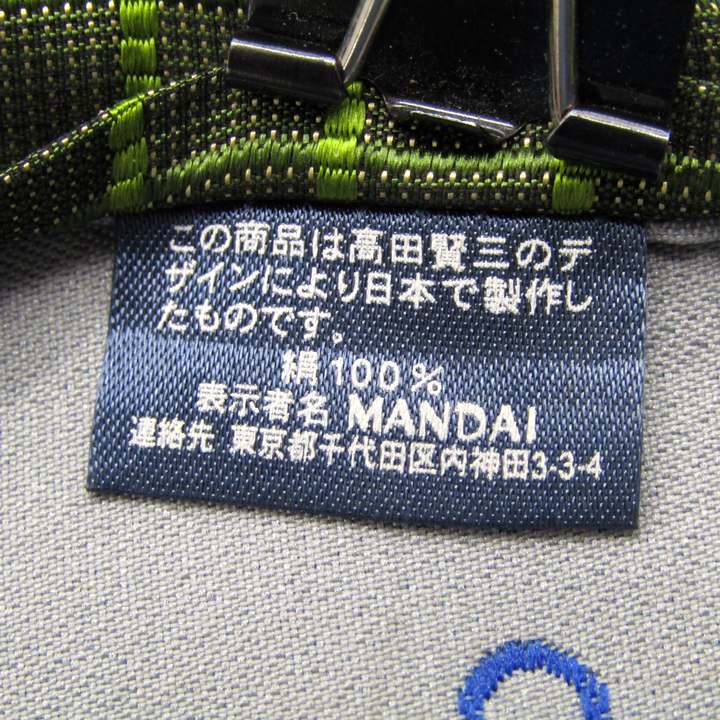 この商品は高田賢三のデ
ザインにより日本で製作し
たものです。
絹100%
表示者名 MANDAI
連絡先 東京都千代田区内神田3-3-4